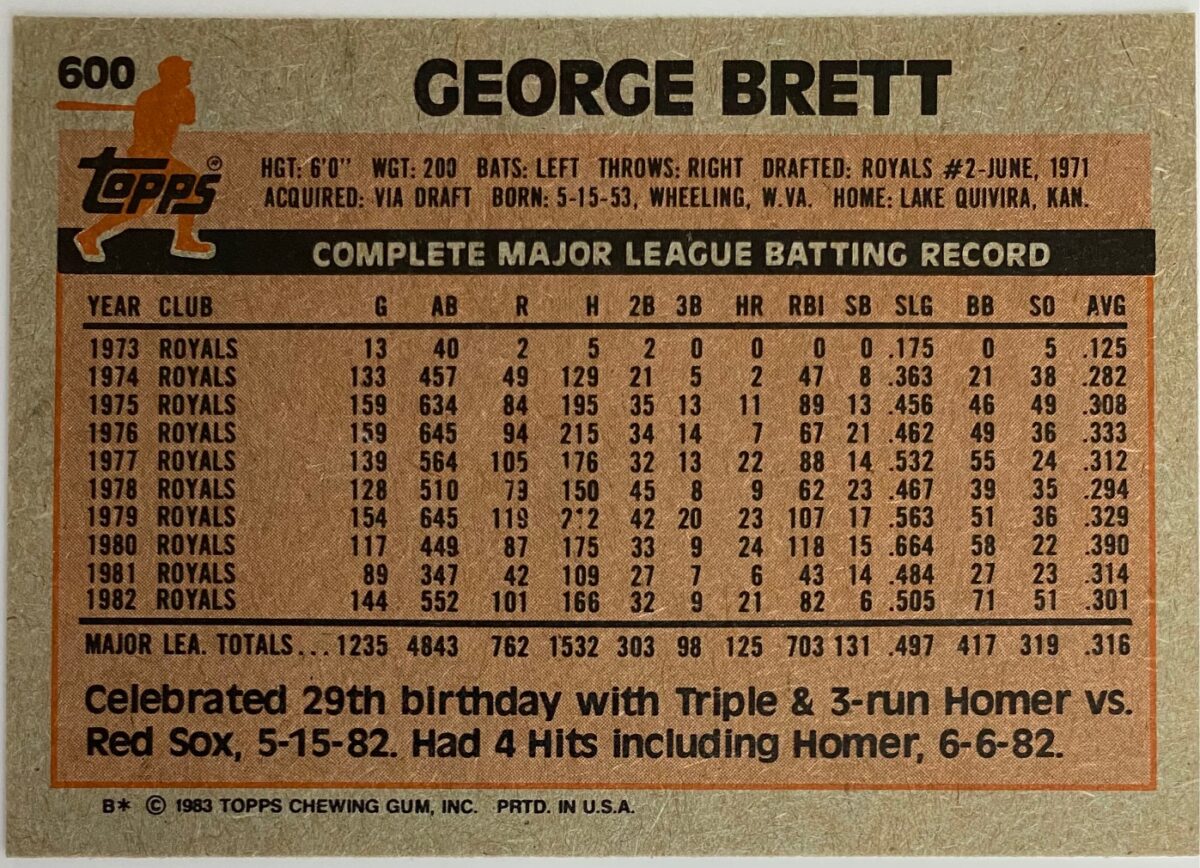 600
GEORGE BRETT
Topps ®
HGT: 6'0" WGT: 200 BATS: LEFT THROWS: RIGHT DRAFTED: ROYALS #2-JUNE, 1971
ACQUIRED: VIA DRAFT BORN: 5-15-53, WHEELING, W.VA. HOME: LAKE QUIVIRA, KAN.
COMPLETE MAJOR LEAGUE BATTING RECORD
YEAR CLUB G AB R H 2B 3B HR RBI SB SLG BB SO AVG
1973 ROYALS 13 40 2 5 2 0 0 0 0 .175 0 5 .125
1974 ROYALS 133 457 49 129 21 5 2 47 8 .363 21 38 .282
1975 ROYALS 159 634 84 195 35 13 11 89 13 .456 46 49 .308
1976 ROYALS 159 645 94 215 34 14 7 67 21 .462 49 36 .333
1977 ROYALS 139 564 105 176 32 13 22 88 14 .532 55 24 .312
1978 ROYALS 128 510 79 150 45 8 9 62 23 .467 39 35 .294
1979 ROYALS 154 645 119 212 42 20 23 107 17 .563 51 36 .329
1980 ROYALS 117 449 87 175 33 9 24 118 15 .664 58 22 .390
1981 ROYALS 89 347 42 109 27 7 6 43 14 .484 27 23 .314
1982 ROYALS 144 552 101 166 32 9 21 82 6 .505 71 51 .301
MAJOR LEA. TOTALS...1235 4843 762 1532 303 98 125 703 131 .497 417 319 .316
Celebrated 29th birthday with Triple & 3-run Homer vs.
Red Sox, 5-15-82. Had 4 Hits including Homer, 6-6-82.
B* © 1983 TOPPS CHEWING GUM, INC. PRTD. IN U.S.A.